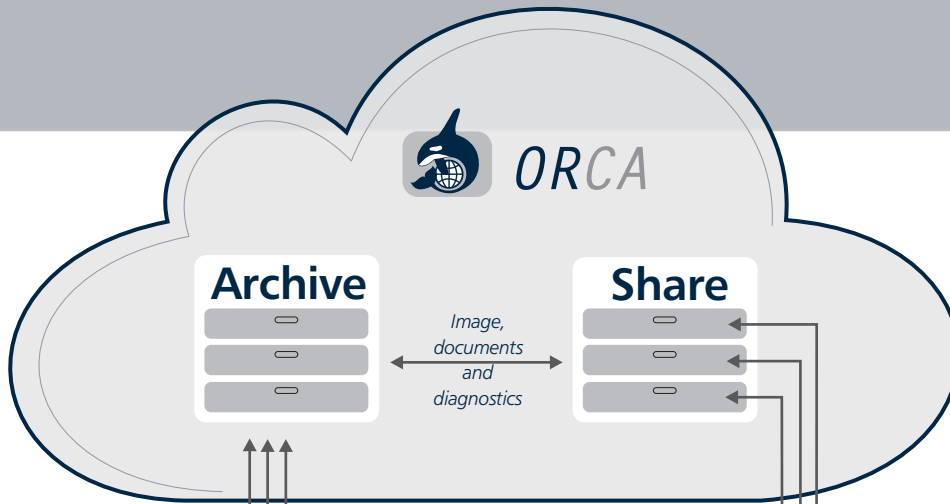 ORCA
Archive
Share
Image,
documents
and
diagnostics